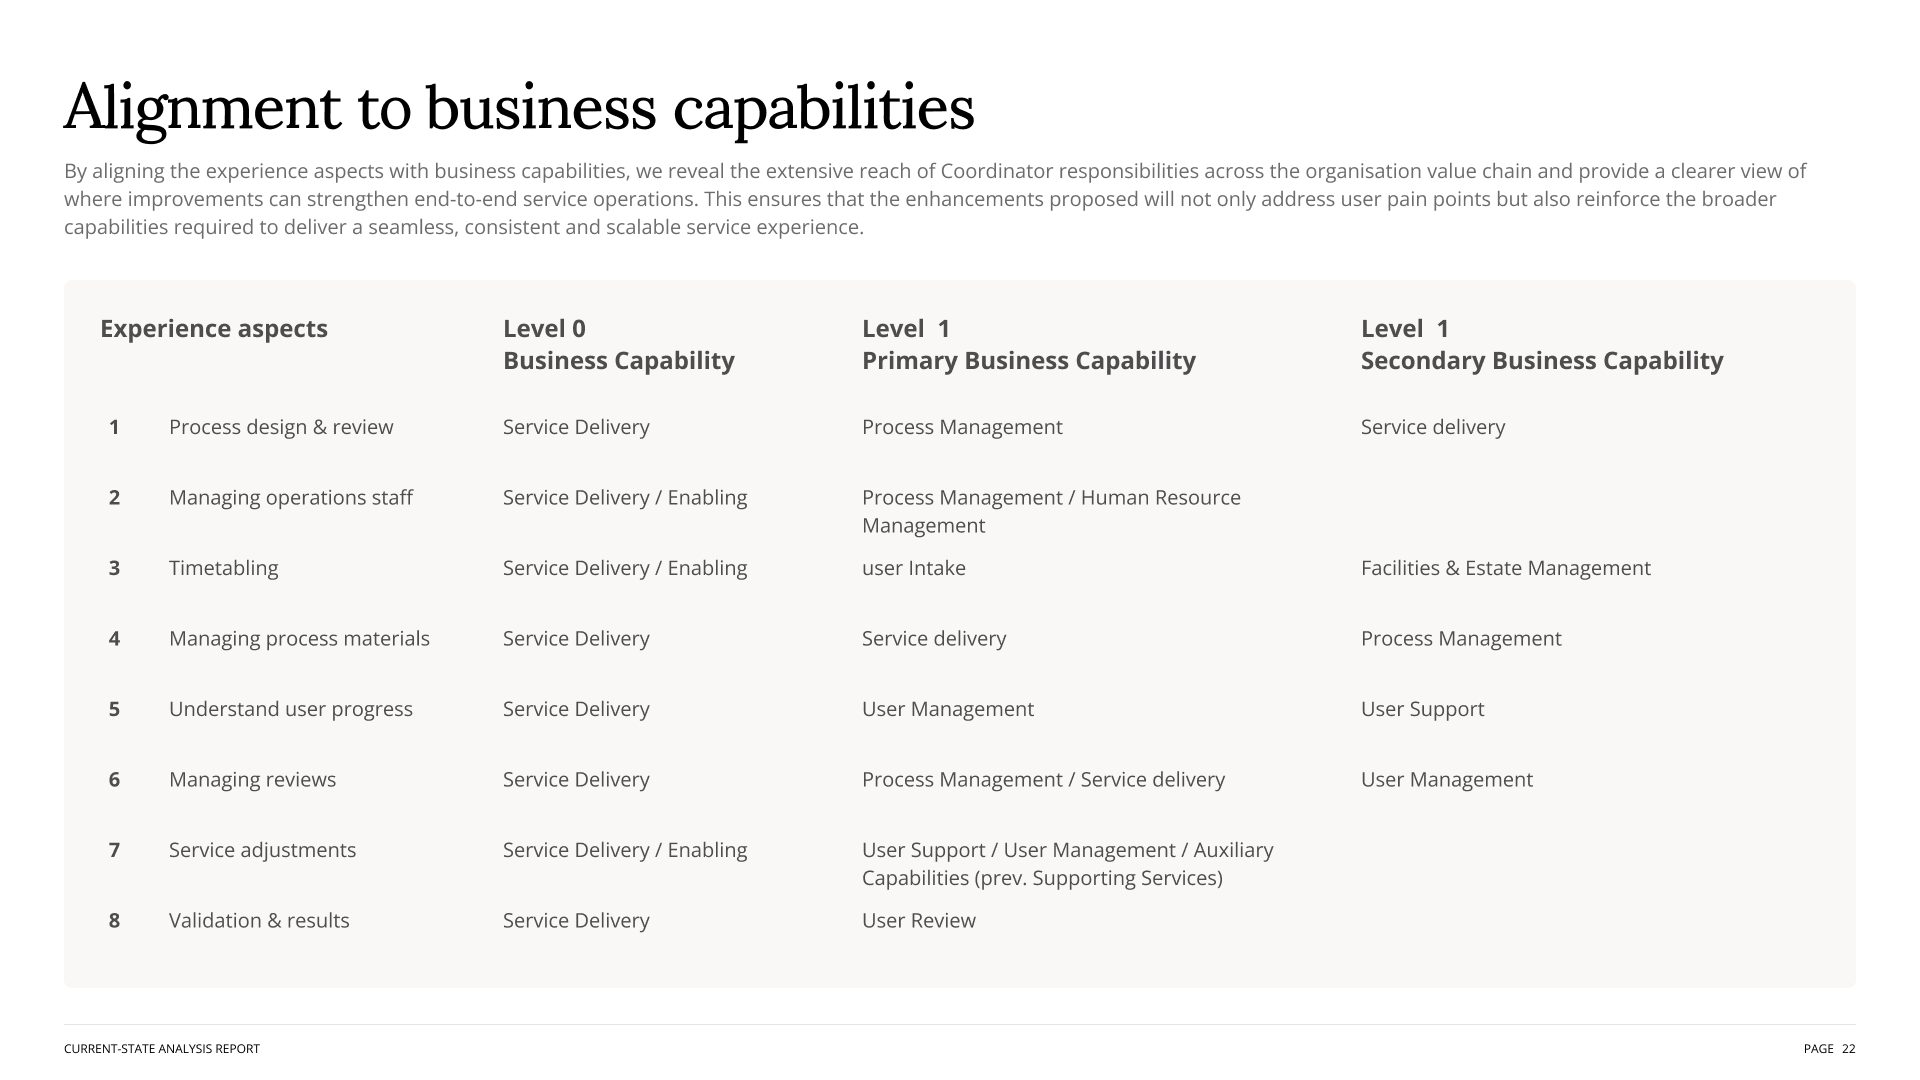 Alignment to business capabilities
By aligning the experience aspects with business capabilities, we reveal the extensive reach of Coordinator responsibilities across the organisation value chain and provide a clearer view of
where improvements can strengthen end-to-end service operations. This ensures that the enhancements proposed will not only address user pain points but also reinforce the broader
capabilities required to deliver a seamless, consistent and scalable service experience.
Experience aspects Level 0 Level 1 Level 1
Business Capability Primary Business Capability Secondary Business Capability
1 Process design & review Service Delivery Process Management Service delivery
2 Managing operations staff Service Delivery / Enabling Process Management / Human Resource
Management
3 Timetabling Service Delivery / Enabling user Intake Facilities & Estate Management
4 Managing process materials Service Delivery Service delivery Process Management
5 Understand user progress Service Delivery User Management User Support
6 Managing reviews Service Delivery Process Management / Service delivery User Management
7 Service adjustments Service Delivery / Enabling User Support / User Management / Auxiliary
Capabilities (prev. Supporting Services)
8 Validation & results Service Delivery User Review
CURRENT-STATE ANALYSIS REPORT PAGE 22